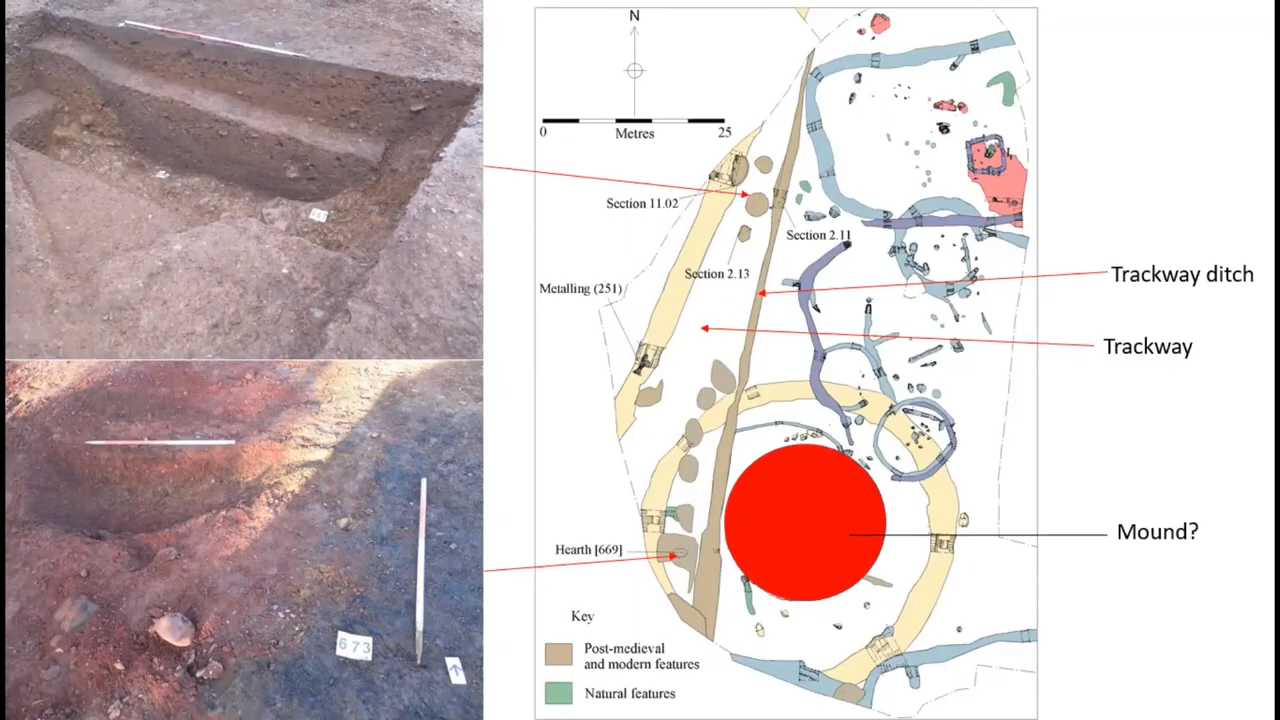 N
0
Metres
25
Section 11.02
Section 2.11
Section 2.13
Metalling (251)
Trackway ditch
Trackway
Mound?
Hearth [669]
Key
Post-medieval
and modern features
Natural features
673